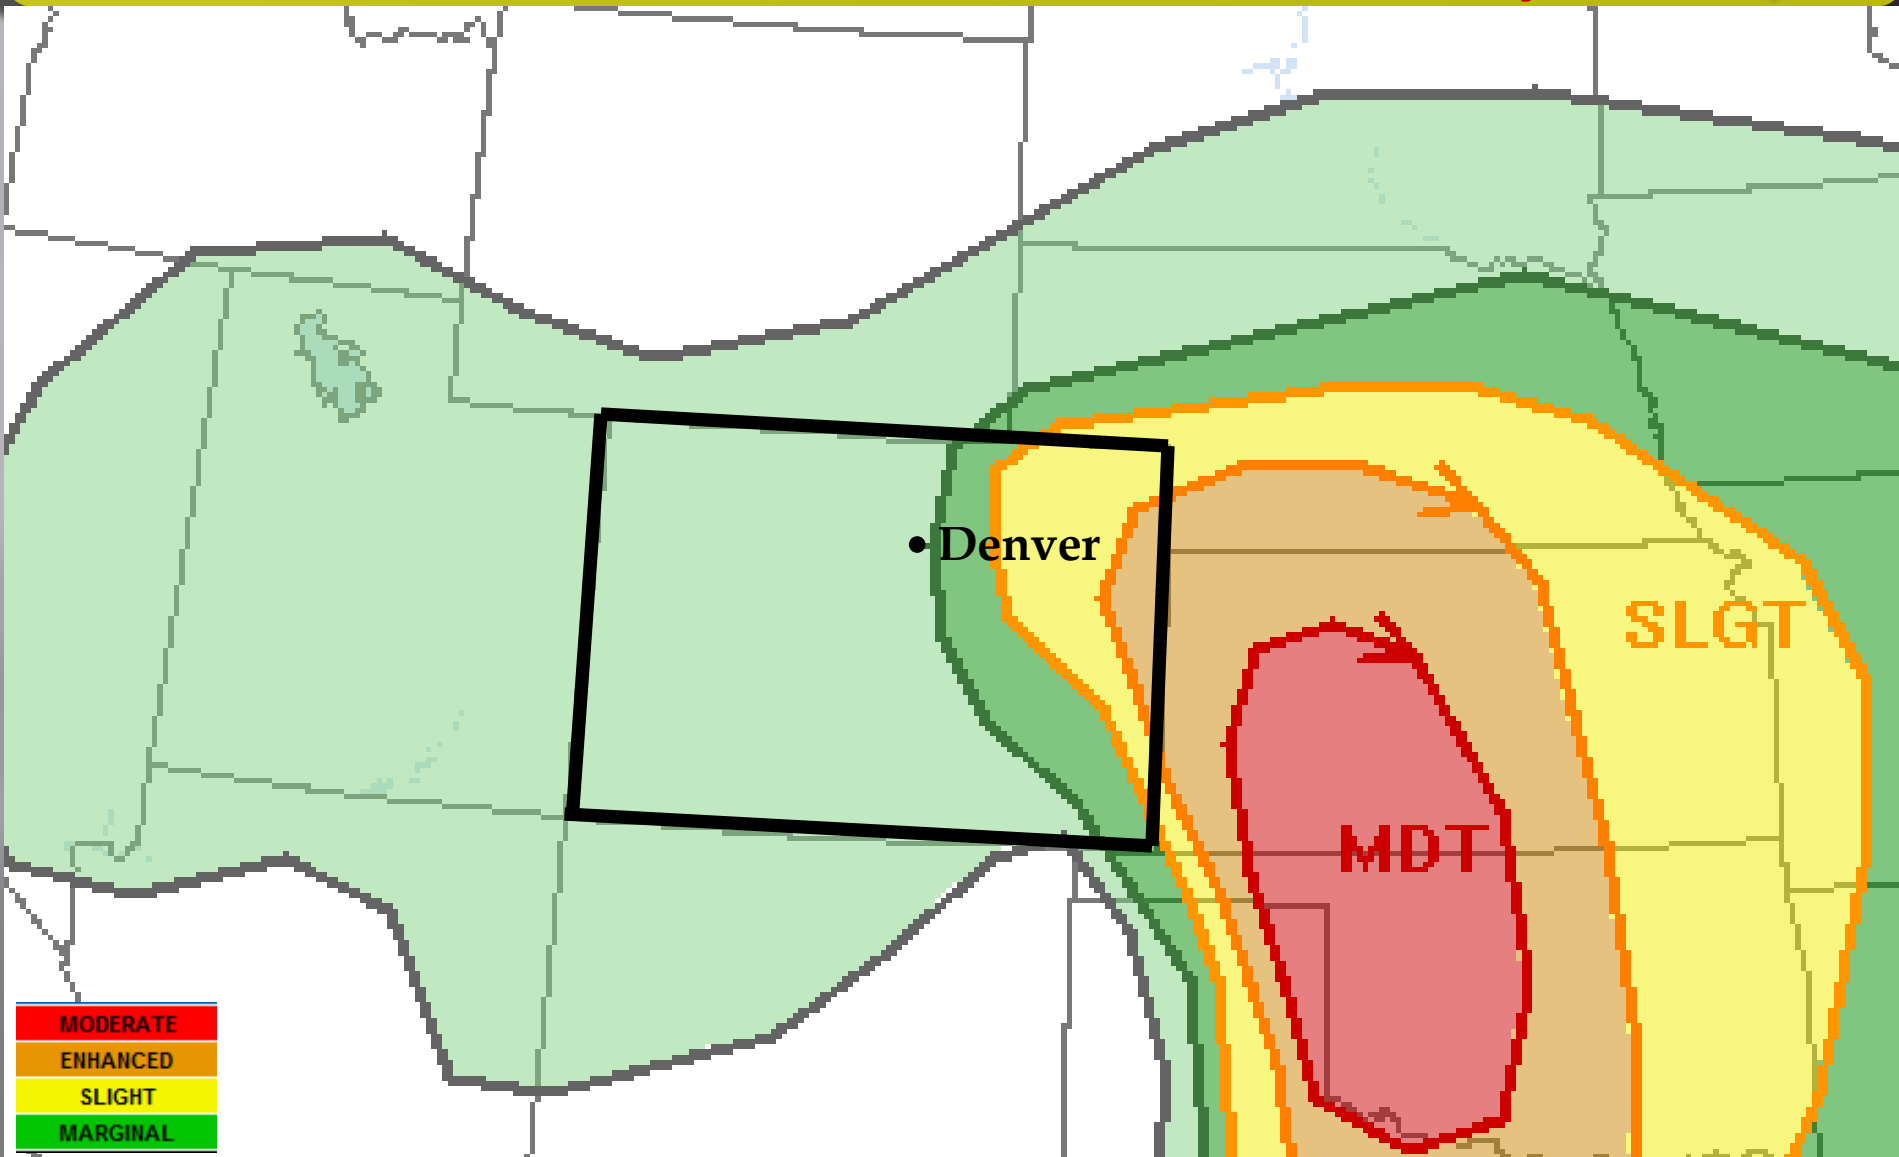 Denver
SLGT
MDT
MODERATE
ENHANCED
SLIGHT
MARGINAL